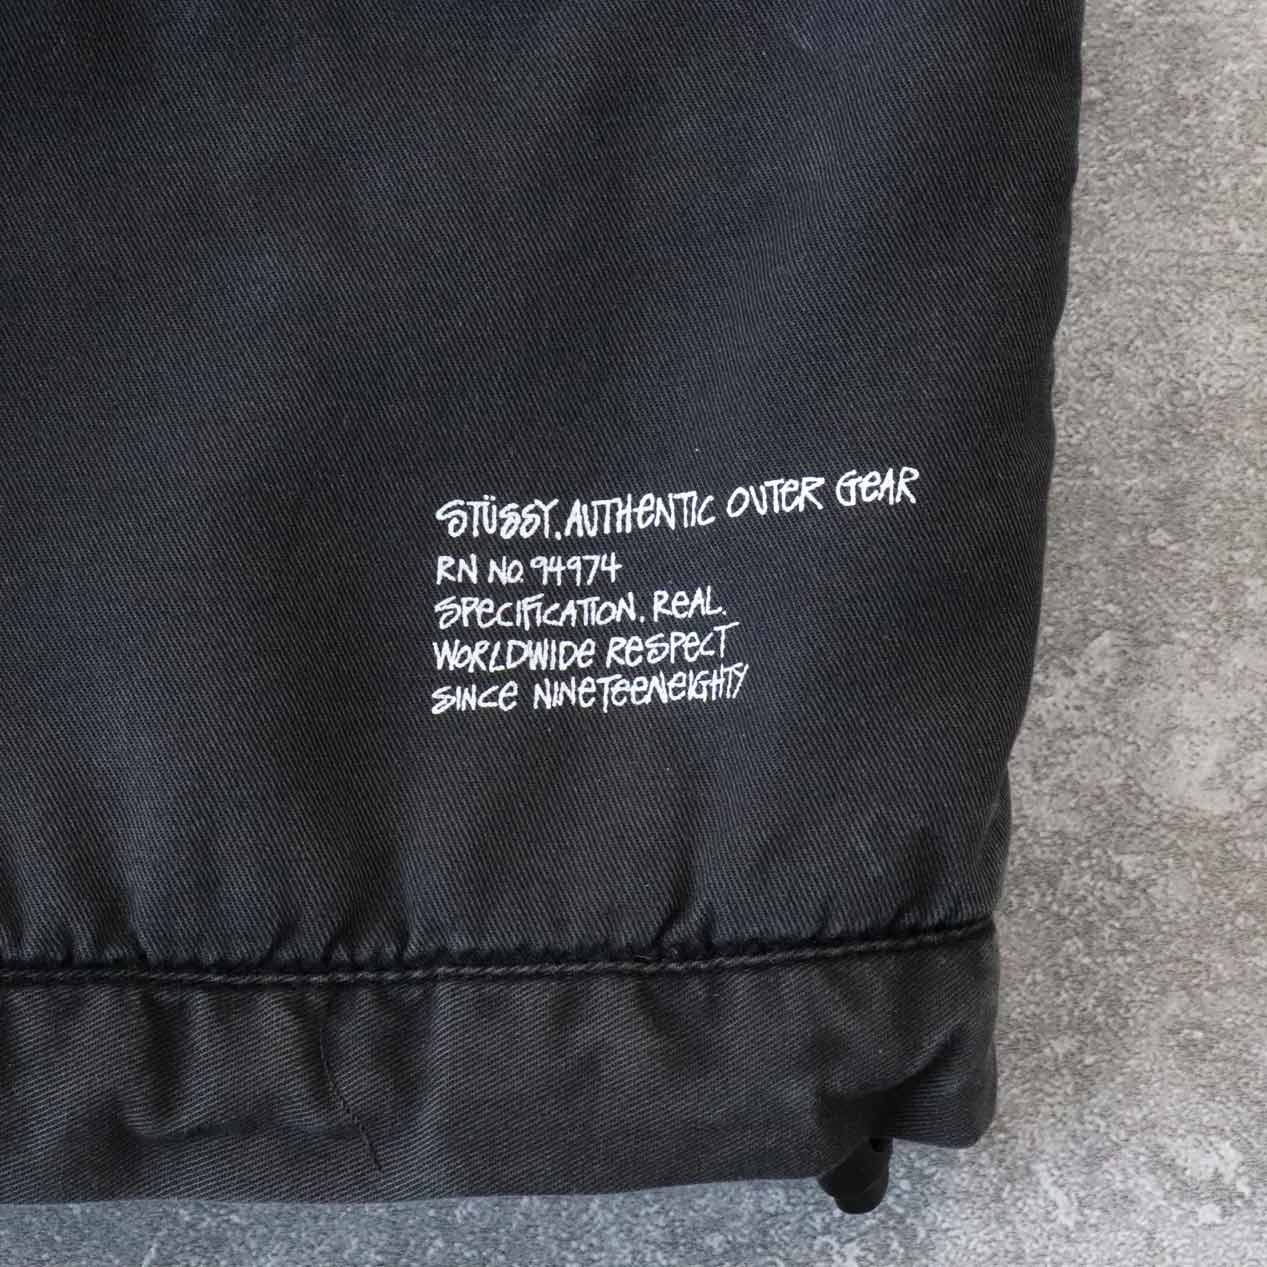 STÜSSY. AUTHENTIC OUTER GEAR
RN NO. 94974
SPECIFICATION. REAL.
WORLDWIDE RESPECT
SINCE NINETEENEIGHTY